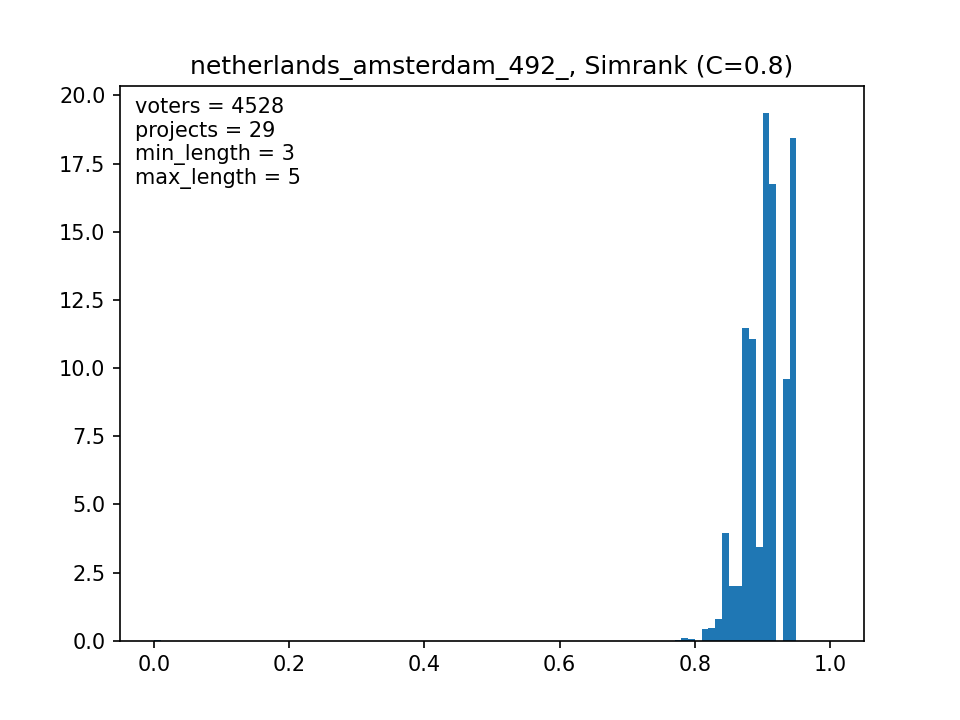 netherlands_amsterdam_492_, Simrank (C=0.8)
voters = 4528
projects = 29
min_length = 3
max_length = 5
20.0
17.5
15.0
12.5
10.0
7.5
5.0
2.5
0.0
0.0 0.2 0.4 0.6 0.8 1.0